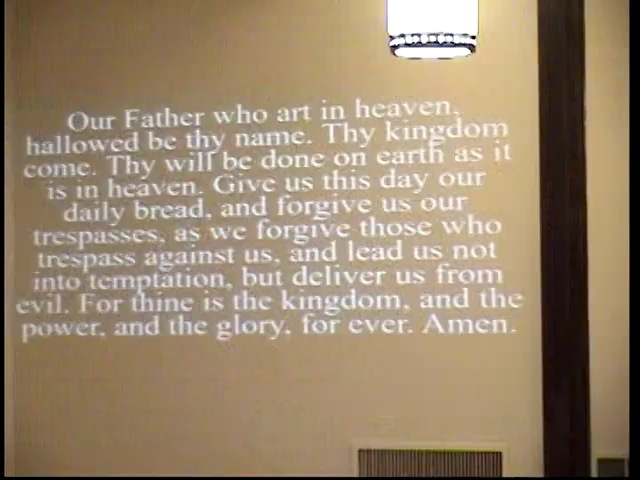 Our Father who art in heaven,
hallowed be thy name. Thy kingdom
come. Thy will be done on earth as it
is in heaven. Give us this day our
daily bread, and forgive us our
trespasses, as we forgive those who
trespass against us, and lead us not
into temptation, but deliver us from
evil. For thine is the kingdom, and the
power, and the glory, for ever. Amen.